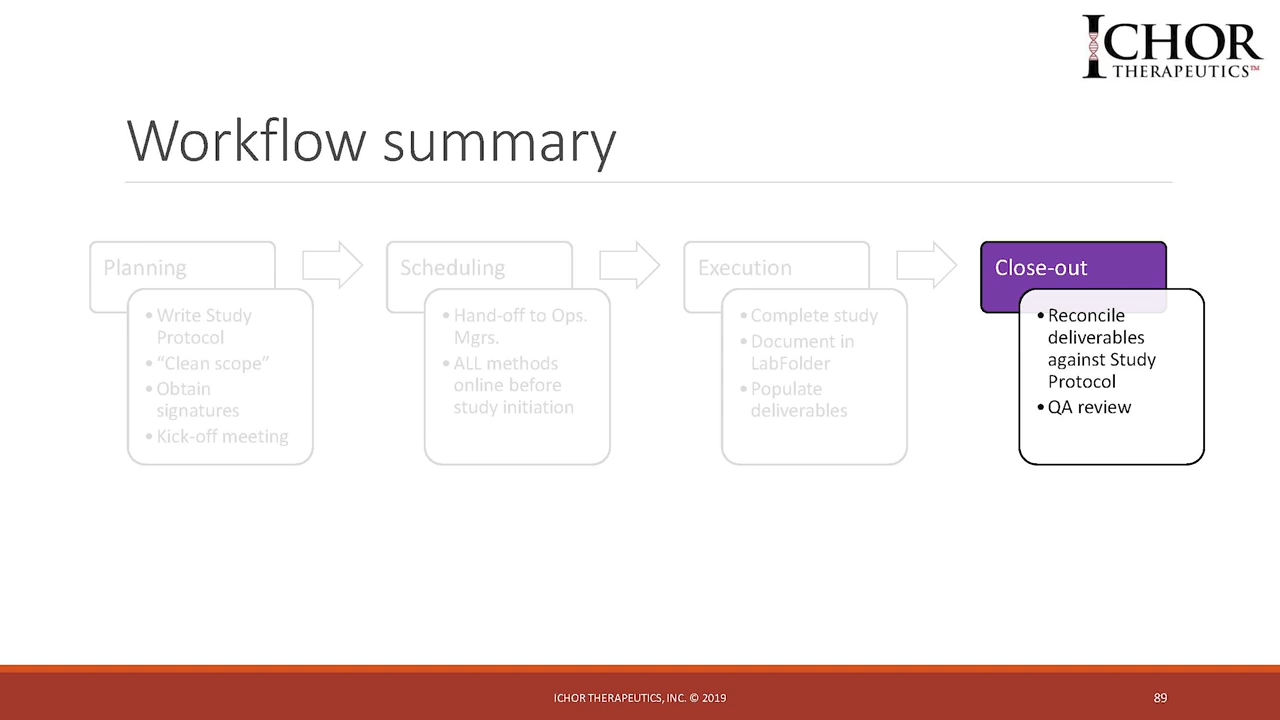 ICHOR
THERAPEUTICS™
Workflow summary
Planning
• Write Study
Protocol
• “Clean scope”
• Obtain
signatures
• Kick-off meeting
Scheduling
• Hand-off to Ops.
Mgrs.
• ALL methods
online before
study initiation
Execution
• Complete study
• Document in
LabFolder
• Populate
deliverables
Close-out
• Reconcile
deliverables
against Study
Protocol
• QA review
ICHOR THERAPEUTICS, INC. © 2019
89